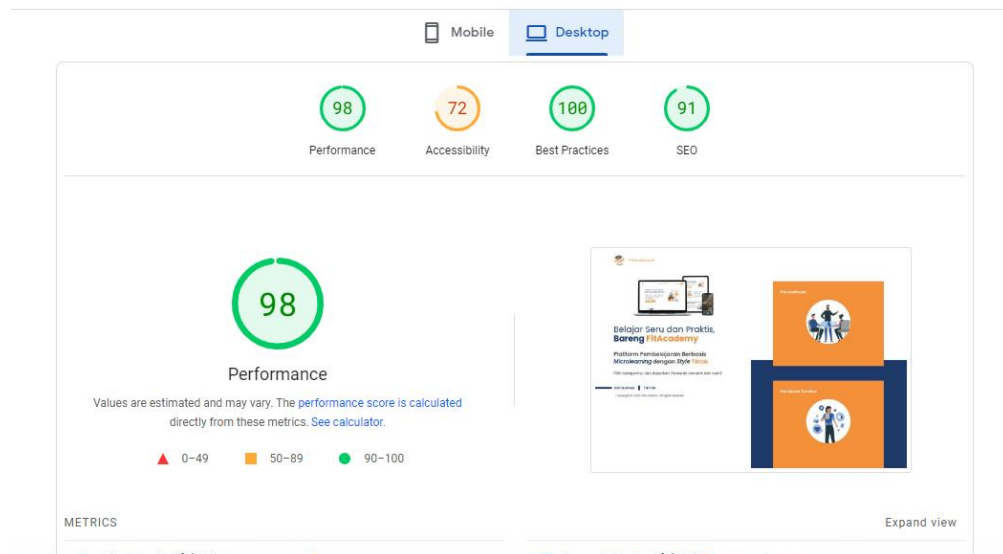 Mobile
Desktop
98
72
100
91
Performance
Accessibility
Best Practices
SEO
98
Performance
Values are estimated and may vary. The performance score is calculated
directly from these metrics. See calculator.
0–49
50–89
90–100
Belajar Seru dan Praktis,
Bareng FitAcademy
Platform Pembelajaran Berbasis
Microlearning dengan Style Tiktok
METRICS
Expand view